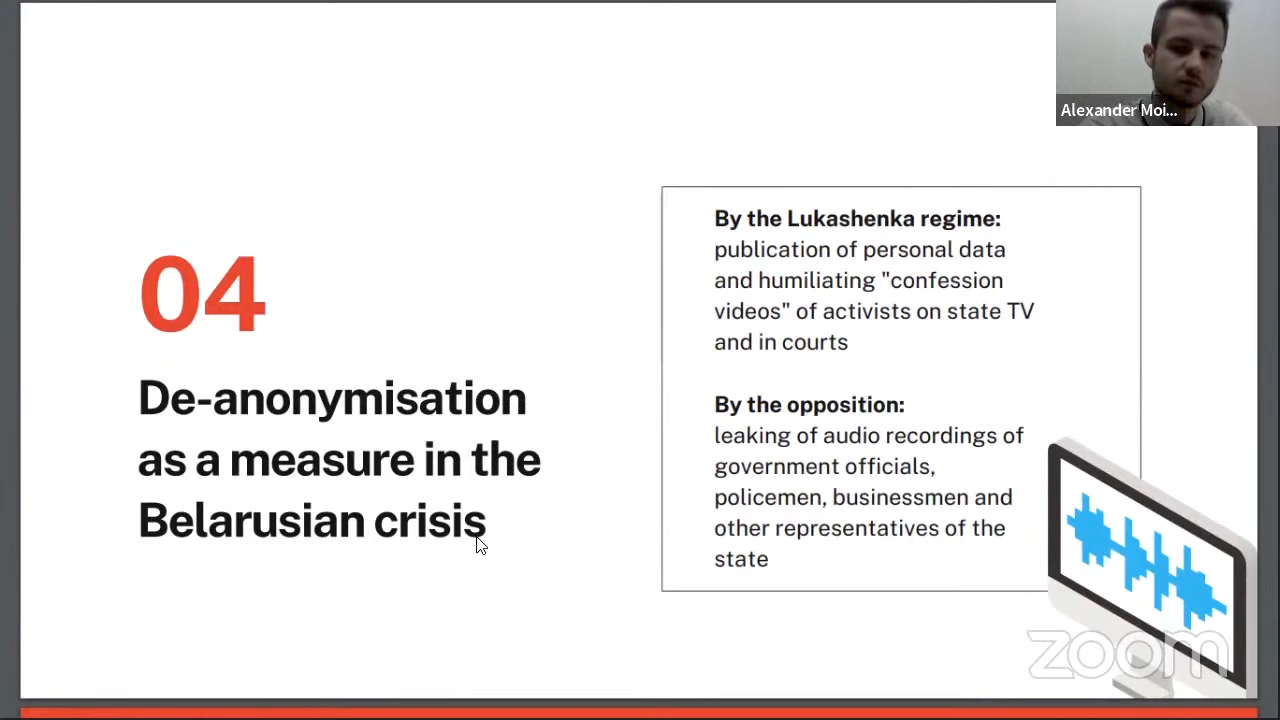 Alexander Moi...
04
De-anonymisation
as a measure in the
Belarusian crisis
By the Lukashenka regime:
publication of personal data
and humiliating "confession
videos" of activists on state TV
and in courts
By the opposition:
leaking of audio recordings of
government officials,
policemen, businessmen and
other representatives of the
state
zoom